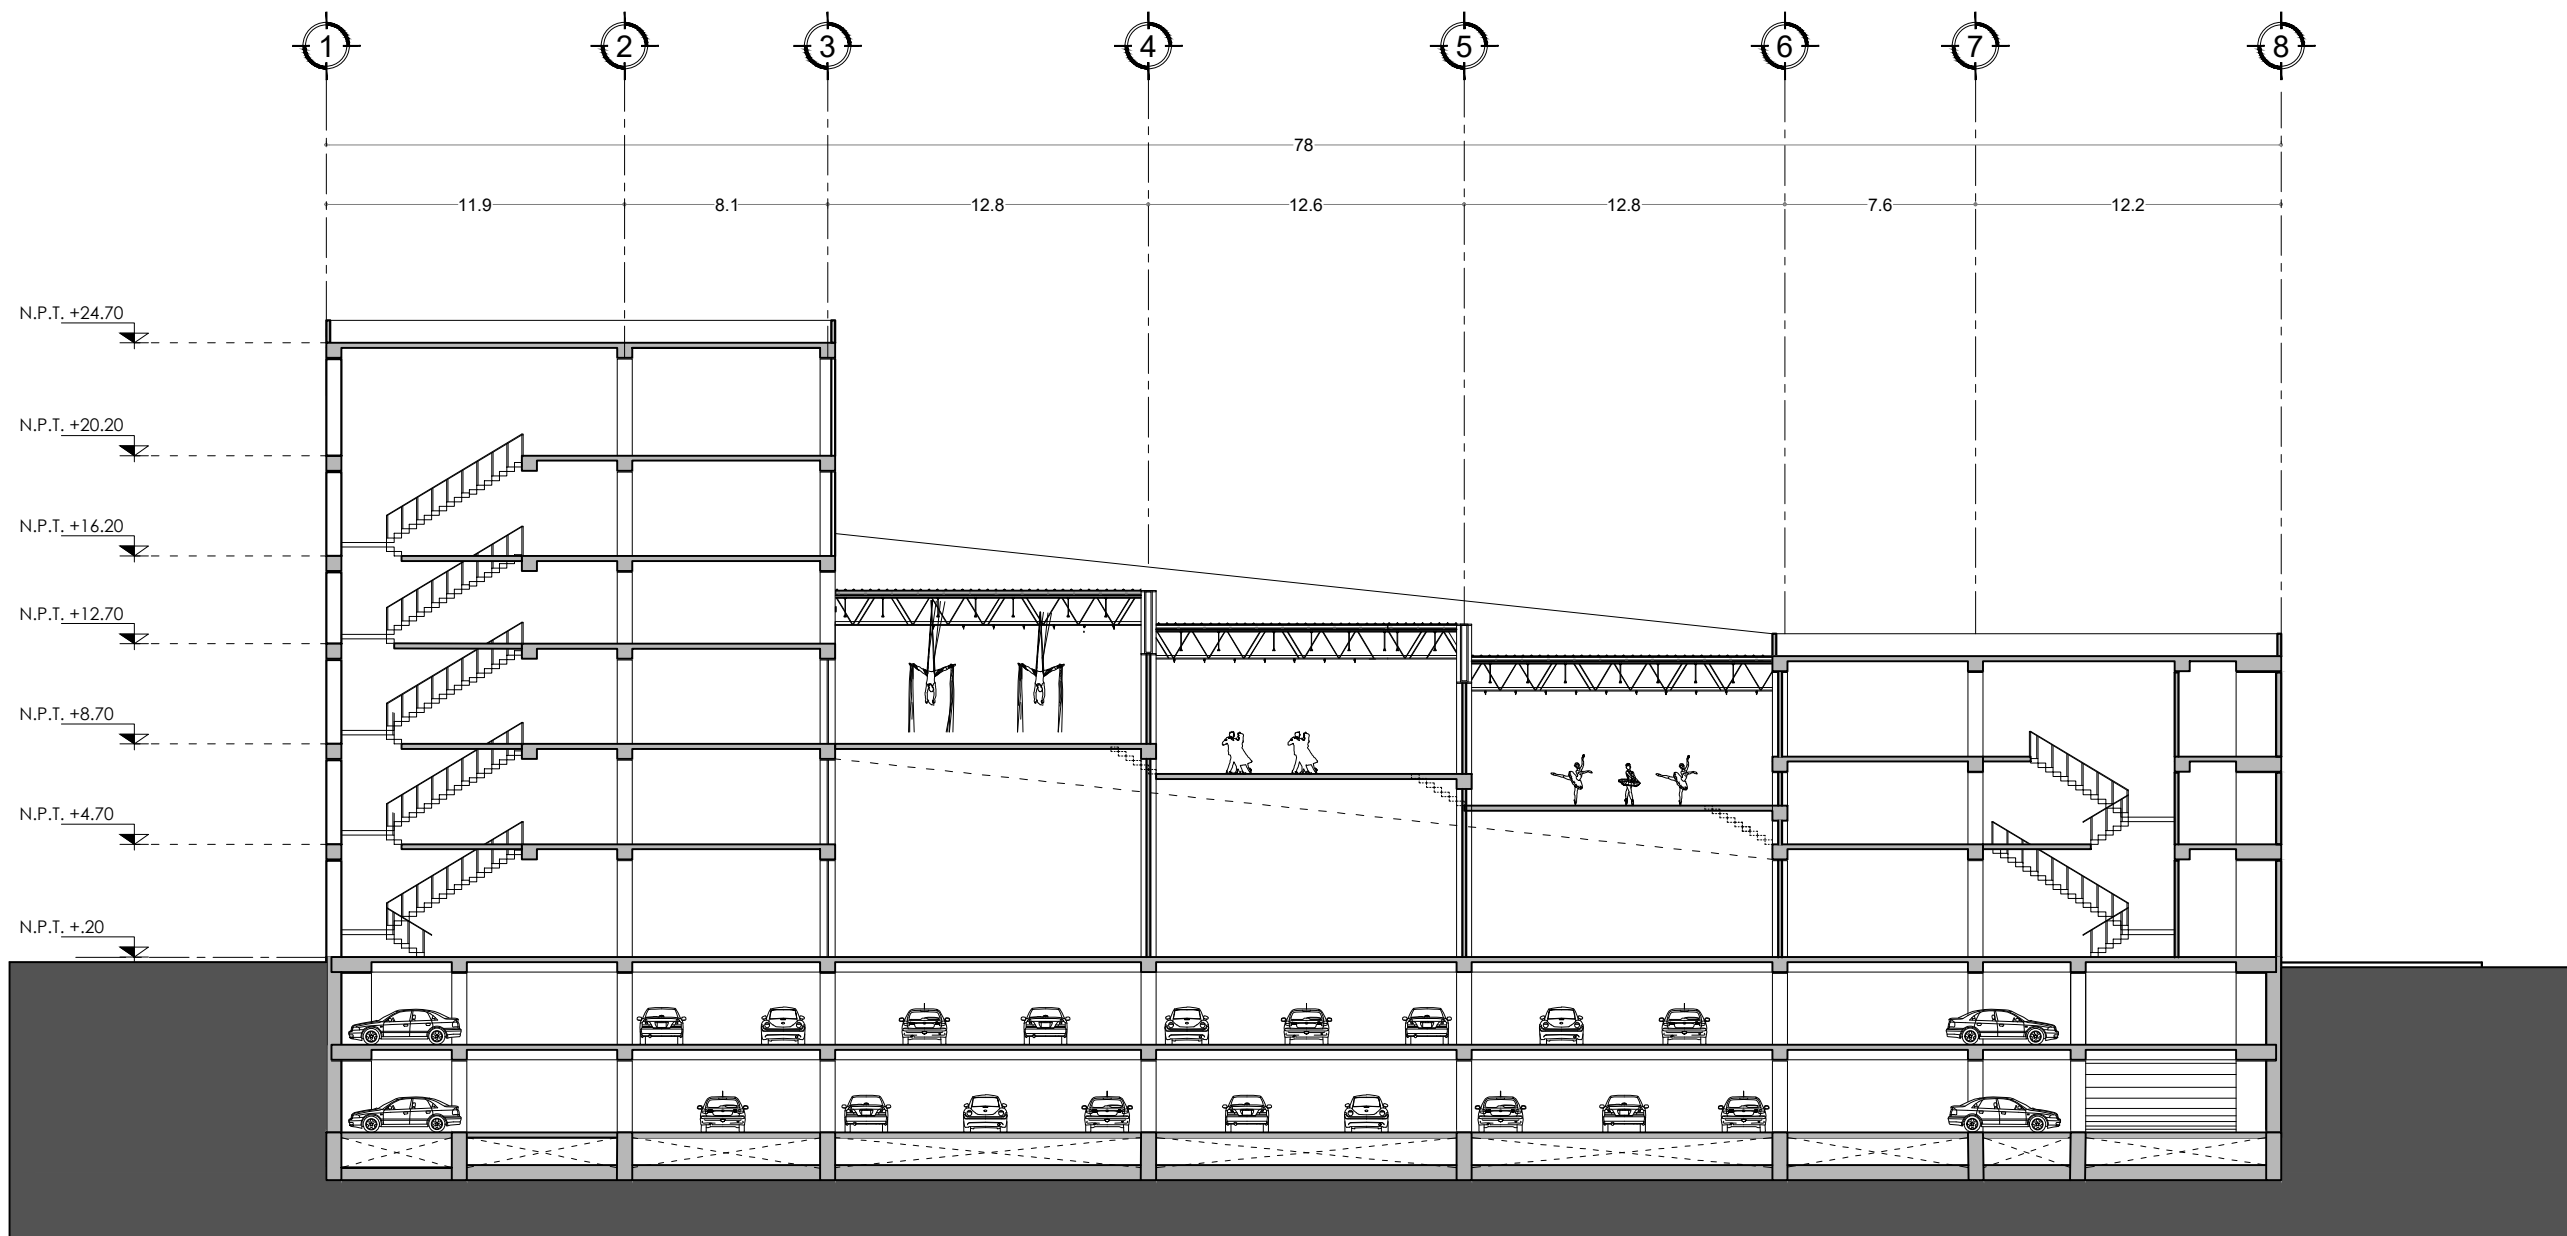 1 2 3 4 5 6 7 8
78
11.9 8.1 12.8 12.6 12.8 7.6 12.2
N.P.T. +24.70
N.P.T. +20.20
N.P.T. +16.20
N.P.T. +12.70
N.P.T. +8.70
N.P.T. +4.70
N.P.T. +.20